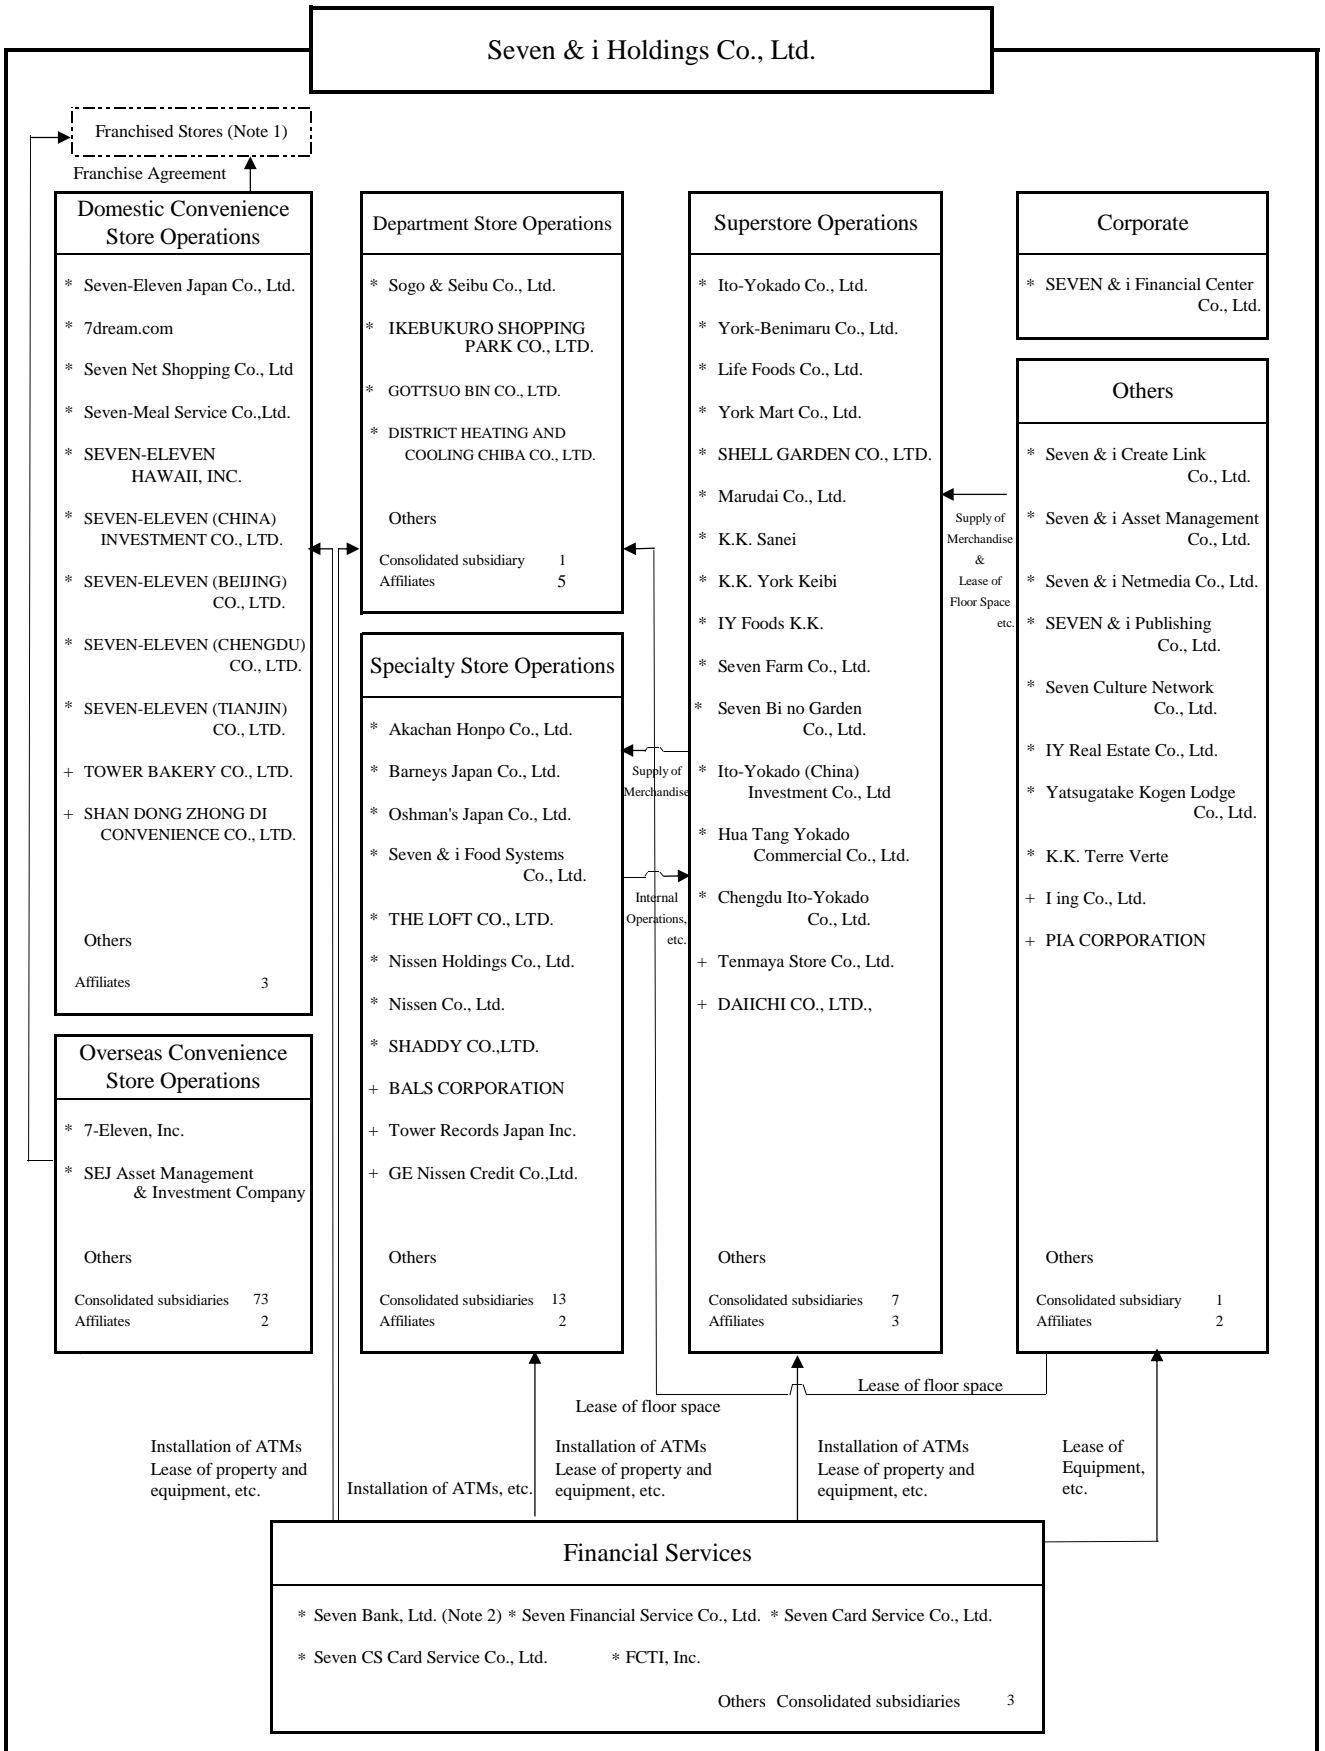 Seven & i Holdings Co., Ltd.
Franchised Stores (Note 1)
Franchise Agreement
Domestic Convenience
Store Operations
* Seven-Eleven Japan Co., Ltd.
* 7dream.com
* Seven Net Shopping Co., Ltd
* Seven-Meal Service Co.,Ltd.
* SEVEN-ELEVEN
HAWAII, INC.
* SEVEN-ELEVEN (CHINA)
INVESTMENT CO., LTD.
* SEVEN-ELEVEN (BEIJING)
CO., LTD.
* SEVEN-ELEVEN (CHENGDU)
CO., LTD.
* SEVEN-ELEVEN (TIANJIN)
CO., LTD.
+ TOWER BAKERY CO., LTD.
+ SHAN DONG ZHONG DI
CONVENIENCE CO., LTD.
Others
Affiliates 3
Overseas Convenience
Store Operations
* 7-Eleven, Inc.
* SEJ Asset Management
& Investment Company
Others
Consolidated subsidiaries 73
Affiliates 2
Department Store Operations
* Sogo & Seibu Co., Ltd.
* IKEBUKURO SHOPPING
PARK CO., LTD.
* GOTTSUO BIN CO., LTD.
* DISTRICT HEATING AND
COOLING CHIBA CO., LTD.
Others
Consolidated subsidiary 1
Affiliates 5
Specialty Store Operations
* Akachan Honpo Co., Ltd.
* Barneys Japan Co., Ltd.
* Oshman's Japan Co., Ltd.
* Seven & i Food Systems
Co., Ltd.
* THE LOFT CO., LTD.
* Nissen Holdings Co., Ltd.
* Nissen Co., Ltd.
* SHADDY CO.,LTD.
+ BALS CORPORATION
+ Tower Records Japan Inc.
+ GE Nissen Credit Co.,Ltd.
Others
Consolidated subsidiaries 13
Affiliates 2
Supply of
Merchandise
Internal
Operations,
etc.
Superstore Operations
* Ito-Yokado Co., Ltd.
* York-Benimaru Co., Ltd.
* Life Foods Co., Ltd.
* York Mart Co., Ltd.
* SHELL GARDEN CO., LTD.
* Marudai Co., Ltd.
* K.K. Sanei
* K.K. York Keibi
* IY Foods K.K.
* Seven Farm Co., Ltd.
* Seven Bi no Garden
Co., Ltd.
* Ito-Yokado (China)
Investment Co., Ltd
* Hua Tang Yokado
Commercial Co., Ltd.
* Chengdu Ito-Yokado
Co., Ltd.
+ Tenmaya Store Co., Ltd.
+ DAIICHI CO., LTD.,
Others
Consolidated subsidiaries 7
Affiliates 3
Supply of
Merchandise
&
Lease of
Floor Space
etc.
Corporate
* SEVEN & i Financial Center
Co., Ltd.
Others
* Seven & i Create Link
Co., Ltd.
* Seven & i Asset Management
Co., Ltd.
* Seven & i Netmedia Co., Ltd.
* SEVEN & i Publishing
Co., Ltd.
* Seven Culture Network
Co., Ltd.
* IY Real Estate Co., Ltd.
* Yatsugatake Kogen Lodge
Co., Ltd.
* K.K. Terre Verte
+ I ing Co., Ltd.
+ PIA CORPORATION
Others
Consolidated subsidiary 1
Affiliates 2
Lease of floor space
Lease of floor space
Installation of ATMs
Lease of property and
equipment, etc.
Installation of ATMs, etc.
Installation of ATMs
Lease of property and
equipment, etc.
Installation of ATMs
Lease of property and
equipment, etc.
Lease of
Equipment,
etc.
Financial Services
* Seven Bank, Ltd. (Note 2) * Seven Financial Service Co., Ltd. * Seven Card Service Co., Ltd.
* Seven CS Card Service Co., Ltd. * FCTI, Inc.
Others Consolidated subsidiaries 3